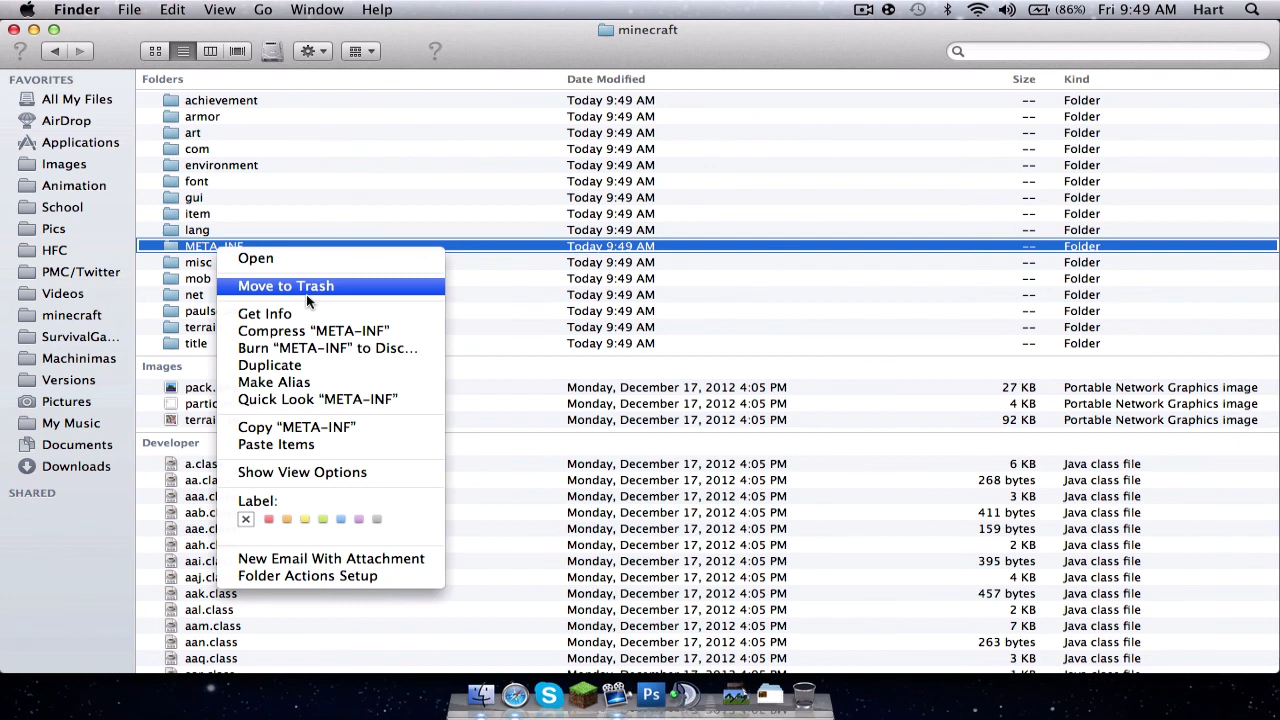 Finder File Edit View Go Window Help (86%) Fri 9:49 AM Hart
minecraft
FAVORITES
All My Files
AirDrop
Applications
Images
Animation
School
Pics
HFC
PMC/Twitter
Videos
minecraft
SurvivalGa...
Machinimas
Versions
Pictures
My Music
Documents
Downloads
SHARED
Folders Date Modified Size Kind
achievement Today 9:49 AM -- Folder
armor Today 9:49 AM -- Folder
art Today 9:49 AM -- Folder
com Today 9:49 AM -- Folder
environment Today 9:49 AM -- Folder
font Today 9:49 AM -- Folder
gui Today 9:49 AM -- Folder
item Today 9:49 AM -- Folder
lang Today 9:49 AM -- Folder
META-INF Today 9:49 AM -- Folder
misc Today 9:49 AM -- Folder
mob Today 9:49 AM -- Folder
net Today 9:49 AM -- Folder
pauls Today 9:49 AM -- Folder
terrai Today 9:49 AM -- Folder
title Today 9:49 AM -- Folder
Images
pack. Monday, December 17, 2012 4:05 PM 27 KB Portable Network Graphics image
partic Monday, December 17, 2012 4:05 PM 4 KB Portable Network Graphics image
terrai Monday, December 17, 2012 4:05 PM 92 KB Portable Network Graphics image
Developer
a.clas Monday, December 17, 2012 4:05 PM 6 KB Java class file
aa.cl Monday, December 17, 2012 4:05 PM 268 bytes Java class file
aaa.c Monday, December 17, 2012 4:05 PM 3 KB Java class file
aab.c Monday, December 17, 2012 4:05 PM 411 bytes Java class file
aae.c Monday, December 17, 2012 4:05 PM 159 bytes Java class file
aah.c Monday, December 17, 2012 4:05 PM 2 KB Java class file
aai.cl Monday, December 17, 2012 4:05 PM 395 bytes Java class file
aaj.cl Monday, December 17, 2012 4:05 PM 4 KB Java class file
aak.class Monday, December 17, 2012 4:05 PM 457 bytes Java class file
aal.class Monday, December 17, 2012 4:05 PM 2 KB Java class file
aam.class Monday, December 17, 2012 4:05 PM 7 KB Java class file
aan.class Monday, December 17, 2012 4:05 PM 263 bytes Java class file
aaq.class Monday, December 17, 2012 4:05 PM 3 KB Java class file
Open
Move to Trash
Get Info
Compress “META-INF”
Burn “META-INF” to Disc...
Duplicate
Make Alias
Quick Look “META-INF”
Copy “META-INF”
Paste Items
Show View Options
Label:
New Email With Attachment
Folder Actions Setup
Ps